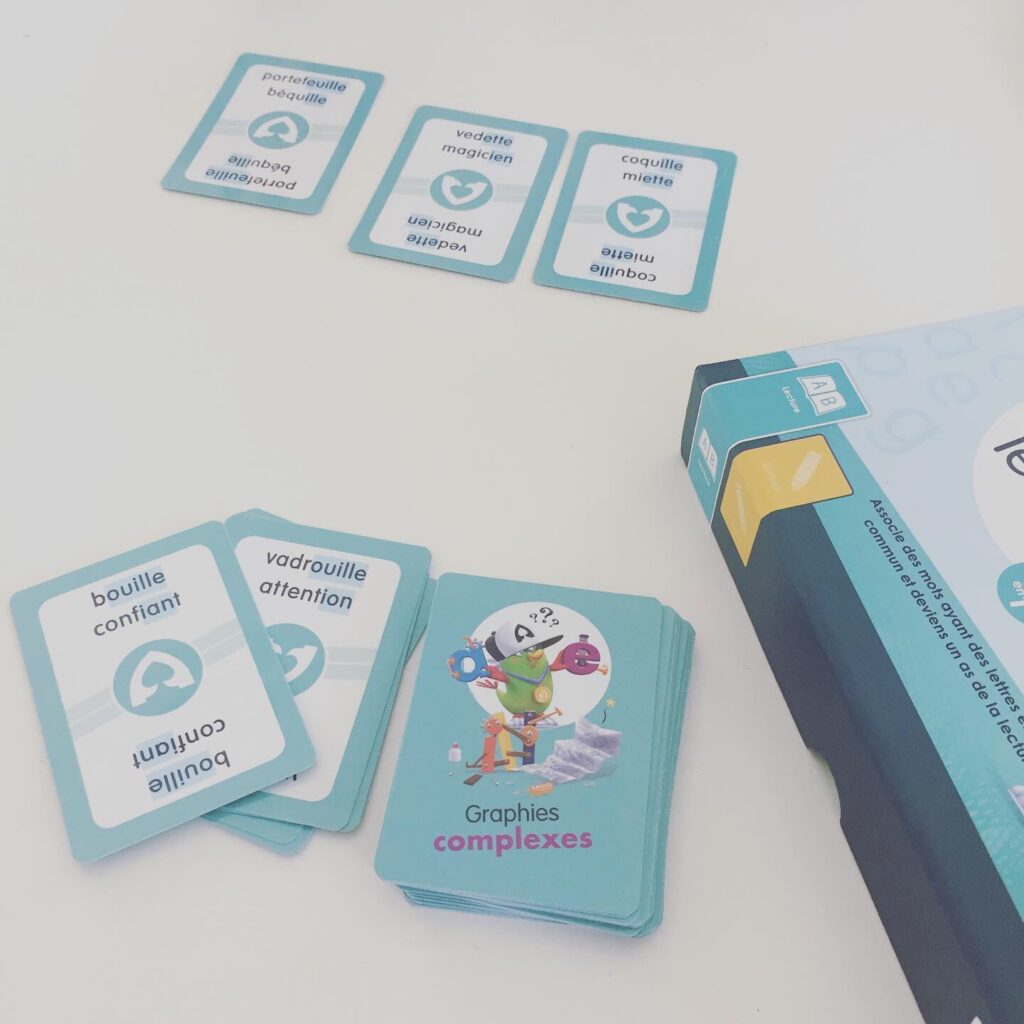 portefeuille
béquille
béquille
portefeuille
vedette
magicien
magicien
vedette
coquille
miette
miette
coquille
bouille
confiant
confiant
bouille
vadrouille
attention
Graphies
complexes
A B
Lecture
A B
Associe des mots ayant des lettres
commun et deviens un as de la